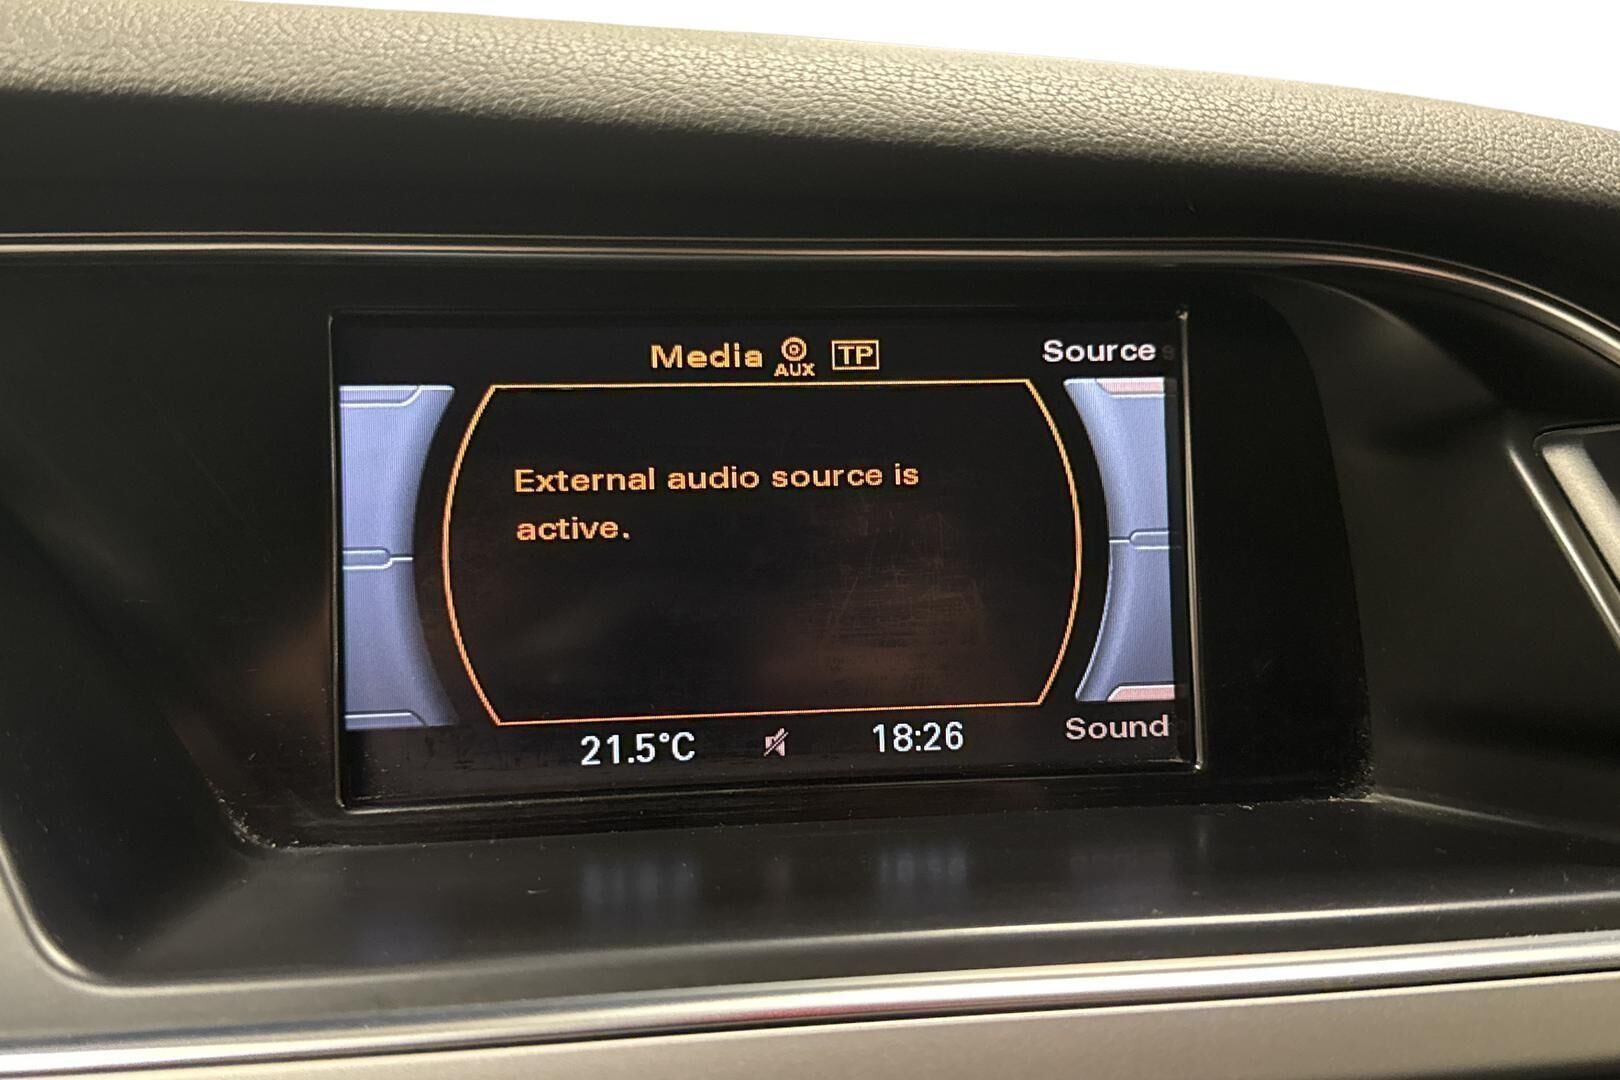 Media AUX TP
Source
External audio source is
active.
21.5°C
18:26
Sound